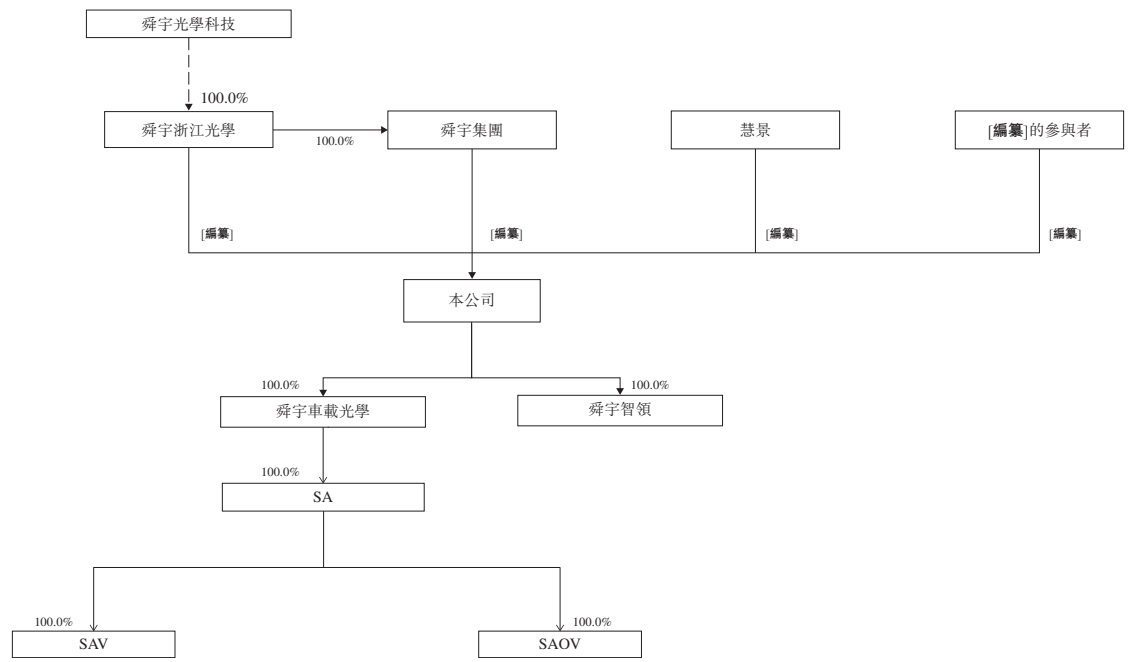 舜宇光學科技
100.0%
舜宇浙江光學
100.0%
舜宇集團
慧景
[編纂]的參與者
[編纂]
[編纂]
[編纂]
[編纂]
本公司
100.0%
100.0%
舜宇車載光學
舜宇智領
100.0%
SA
100.0%
100.0%
SAV
SAOV